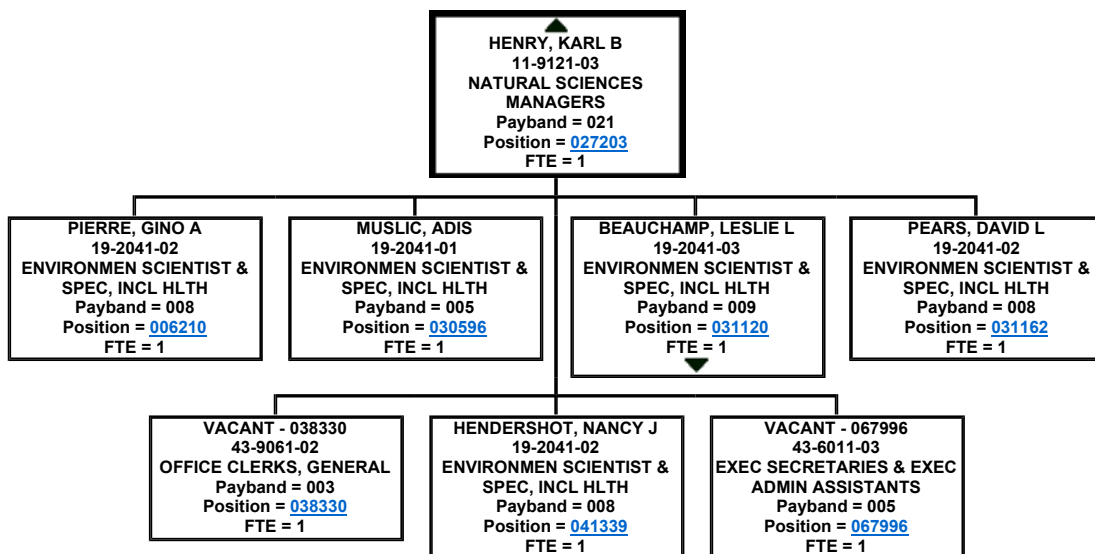 HENRY, KARL B
11-9121-03
NATURAL SCIENCES
MANAGERS
Payband = 021
Position = 027203
FTE = 1
PIERRE, GINO A
19-2041-02
ENVIRONMEN SCIENTIST &
SPEC, INCL HLTH
Payband = 008
Position = 006210
FTE = 1
MUSLIC, ADIS
19-2041-01
ENVIRONMEN SCIENTIST &
SPEC, INCL HLTH
Payband = 005
Position = 030596
FTE = 1
BEAUCHAMP, LESLIE L
19-2041-03
ENVIRONMEN SCIENTIST &
SPEC, INCL HLTH
Payband = 009
Position = 031120
FTE = 1
PEARS, DAVID L
19-2041-02
ENVIRONMEN SCIENTIST &
SPEC, INCL HLTH
Payband = 008
Position = 031162
FTE = 1
VACANT - 038330
43-9061-02
OFFICE CLERKS, GENERAL
Payband = 003
Position = 038330
FTE = 1
HENDERSHOT, NANCY J
19-2041-02
ENVIRONMEN SCIENTIST &
SPEC, INCL HLTH
Payband = 008
Position = 041339
FTE = 1
VACANT - 067996
43-6011-03
EXEC SECRETARIES & EXEC
ADMIN ASSISTANTS
Payband = 005
Position = 067996
FTE = 1